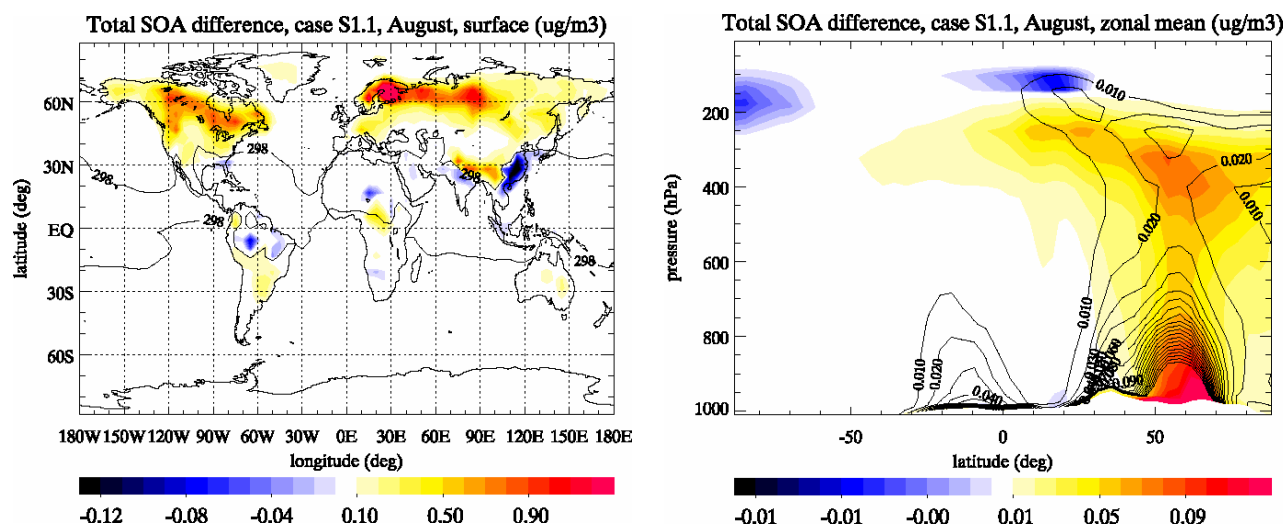 Total SOA difference, case S1.1, August, surface (ug/m3)
latitude (deg)
60N
30N
EQ
30S
60S
298
298
298
298
298
180W 150W 120W 90W 60W 30W 0E 30E 60E 90E 120E 150E 180E
longitude (deg)
-0.12 -0.08 -0.04 0.10 0.50 0.90
Total SOA difference, case S1.1, August, zonal mean (ug/m3)
pressure (hPa)
200
400
600
800
1000
0.010
0.020
0.010
0.020
0.010
0.010
0.020
0.040
0.060
0.090
-50 0 50
latitude (deg)
-0.01 -0.01 -0.00 0.01 0.05 0.09